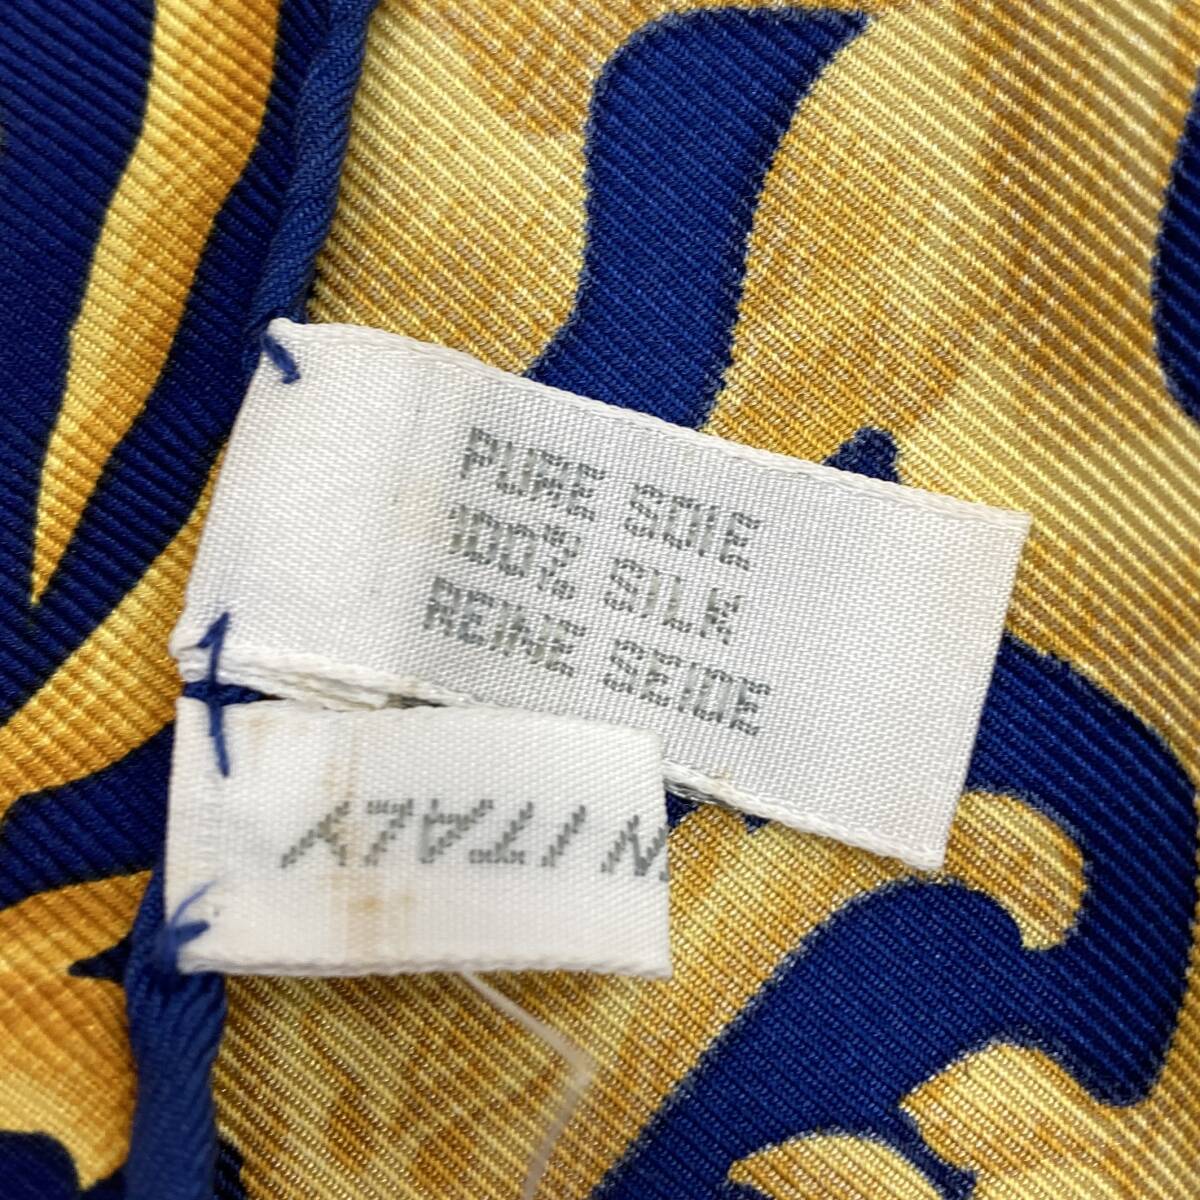 PURE SOIE
100% SILK
REINE SEIDE
N ITALY